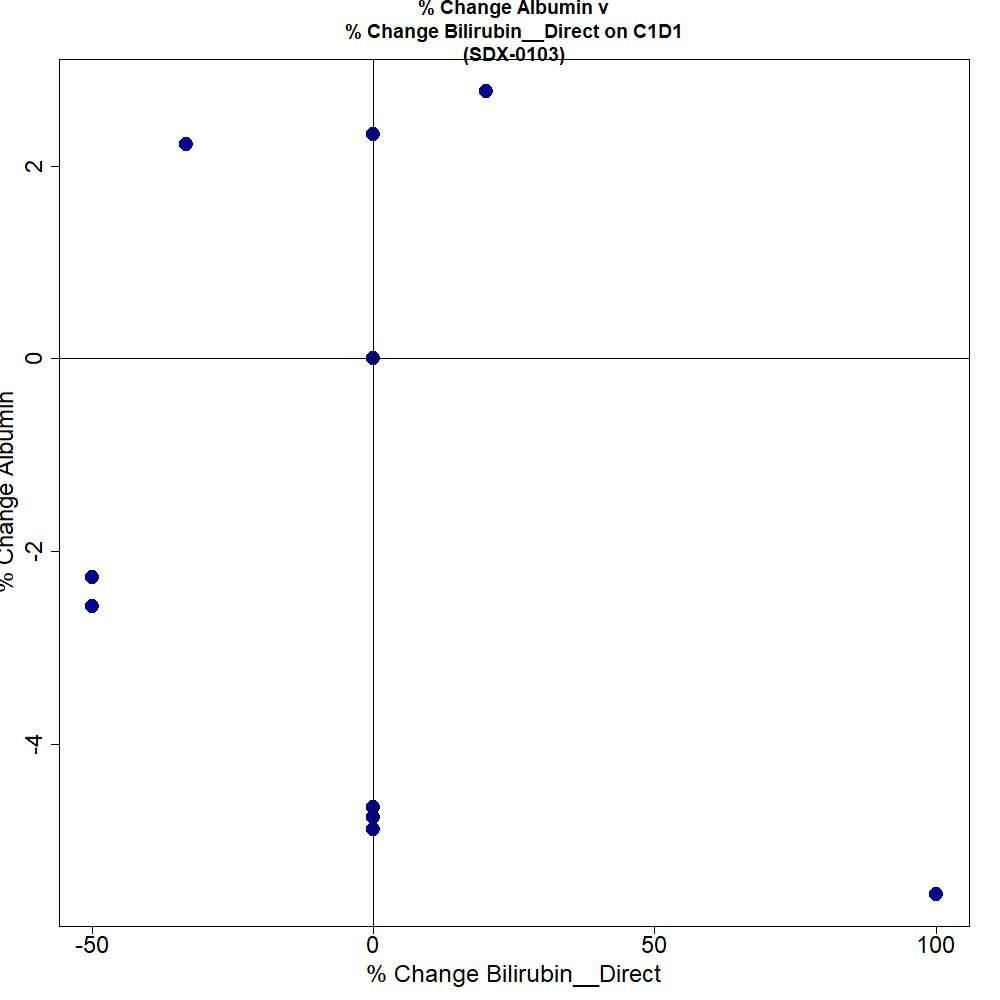 % Change Albumin v
% Change Bilirubin__Direct on C1D1
(SDX-0103)
2
0
-2
-4
% Change Albumin
-50
0
50
100
% Change Bilirubin__Direct